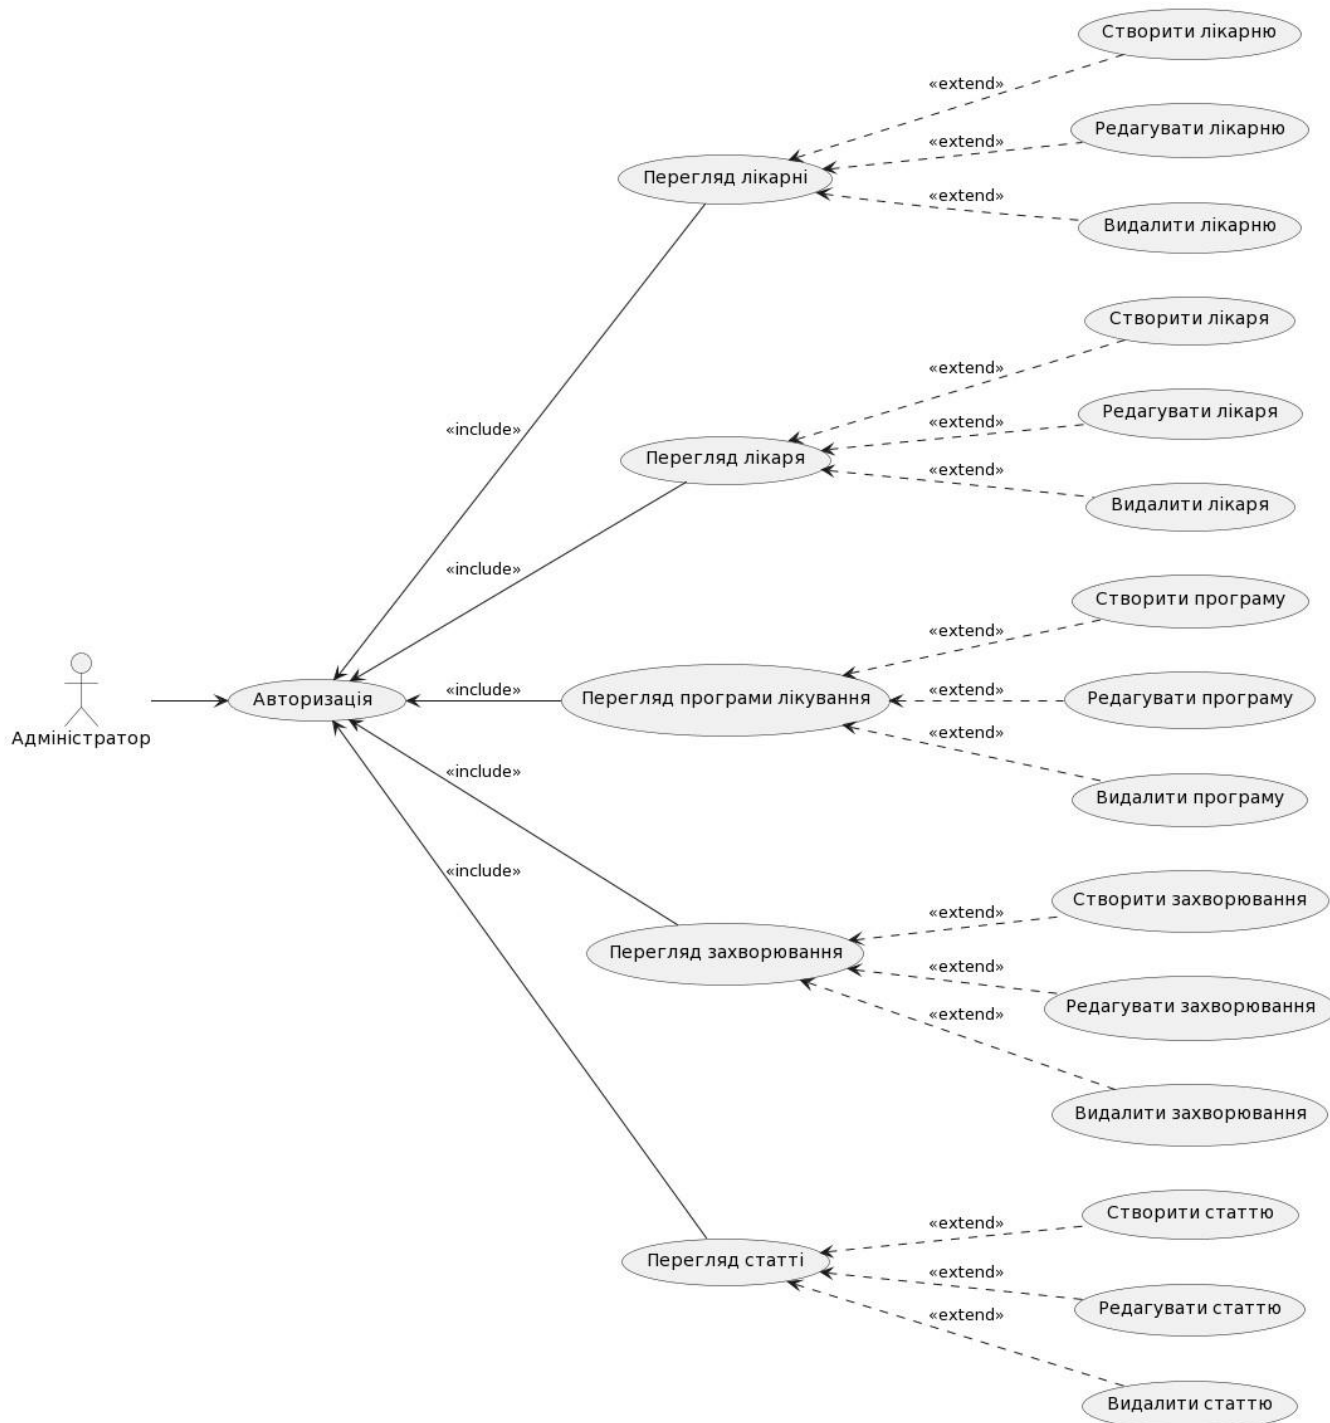 Створити лікарню
«extend»
Редагувати лікарню
«extend»
Перегляд лікарні
«extend»
Видалити лікарню
Створити лікаря
«extend»
Редагувати лікаря
«extend»
«include»
Перегляд лікаря
«extend»
Видалити лікаря
«include»
Створити програму
«extend»
«include»
«extend»
Авторизація
Перегляд програми лікування
Редагувати програму
Адміністратор
«extend»
«include»
Видалити програму
«include»
Створити захворювання
«extend»
Перегляд захворювання
«extend»
Редагувати захворювання
«extend»
Видалити захворювання
Створити статтю
«extend»
Перегляд статті
«extend»
Редагувати статтю
«extend»
Видалити статтю